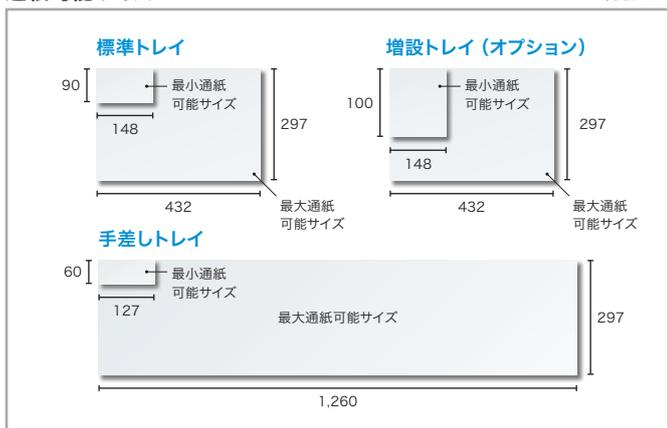 標準トレイ
90
最小通紙
可能サイズ
148
297
432
最大通紙
可能サイズ
増設トレイ（オプション）
100
最小通紙
可能サイズ
148
297
432
最大通紙
可能サイズ
手差しトレイ
60
最小通紙
可能サイズ
127
最大通紙可能サイズ
297
1,260